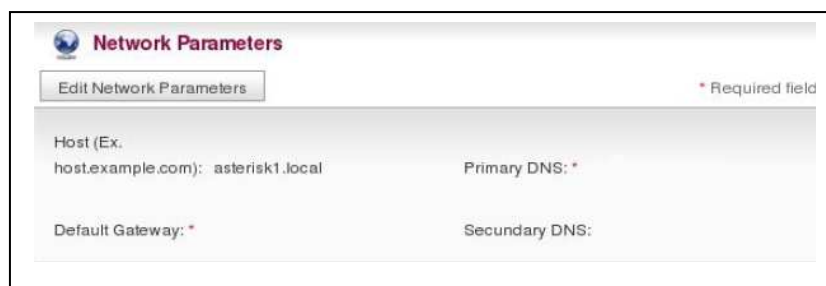 Network Parameters
Edit Network Parameters
* Required field
Host (Ex.
host.example.com): asterisk1.local
Primary DNS: *
Default Gateway: *
Secundary DNS: